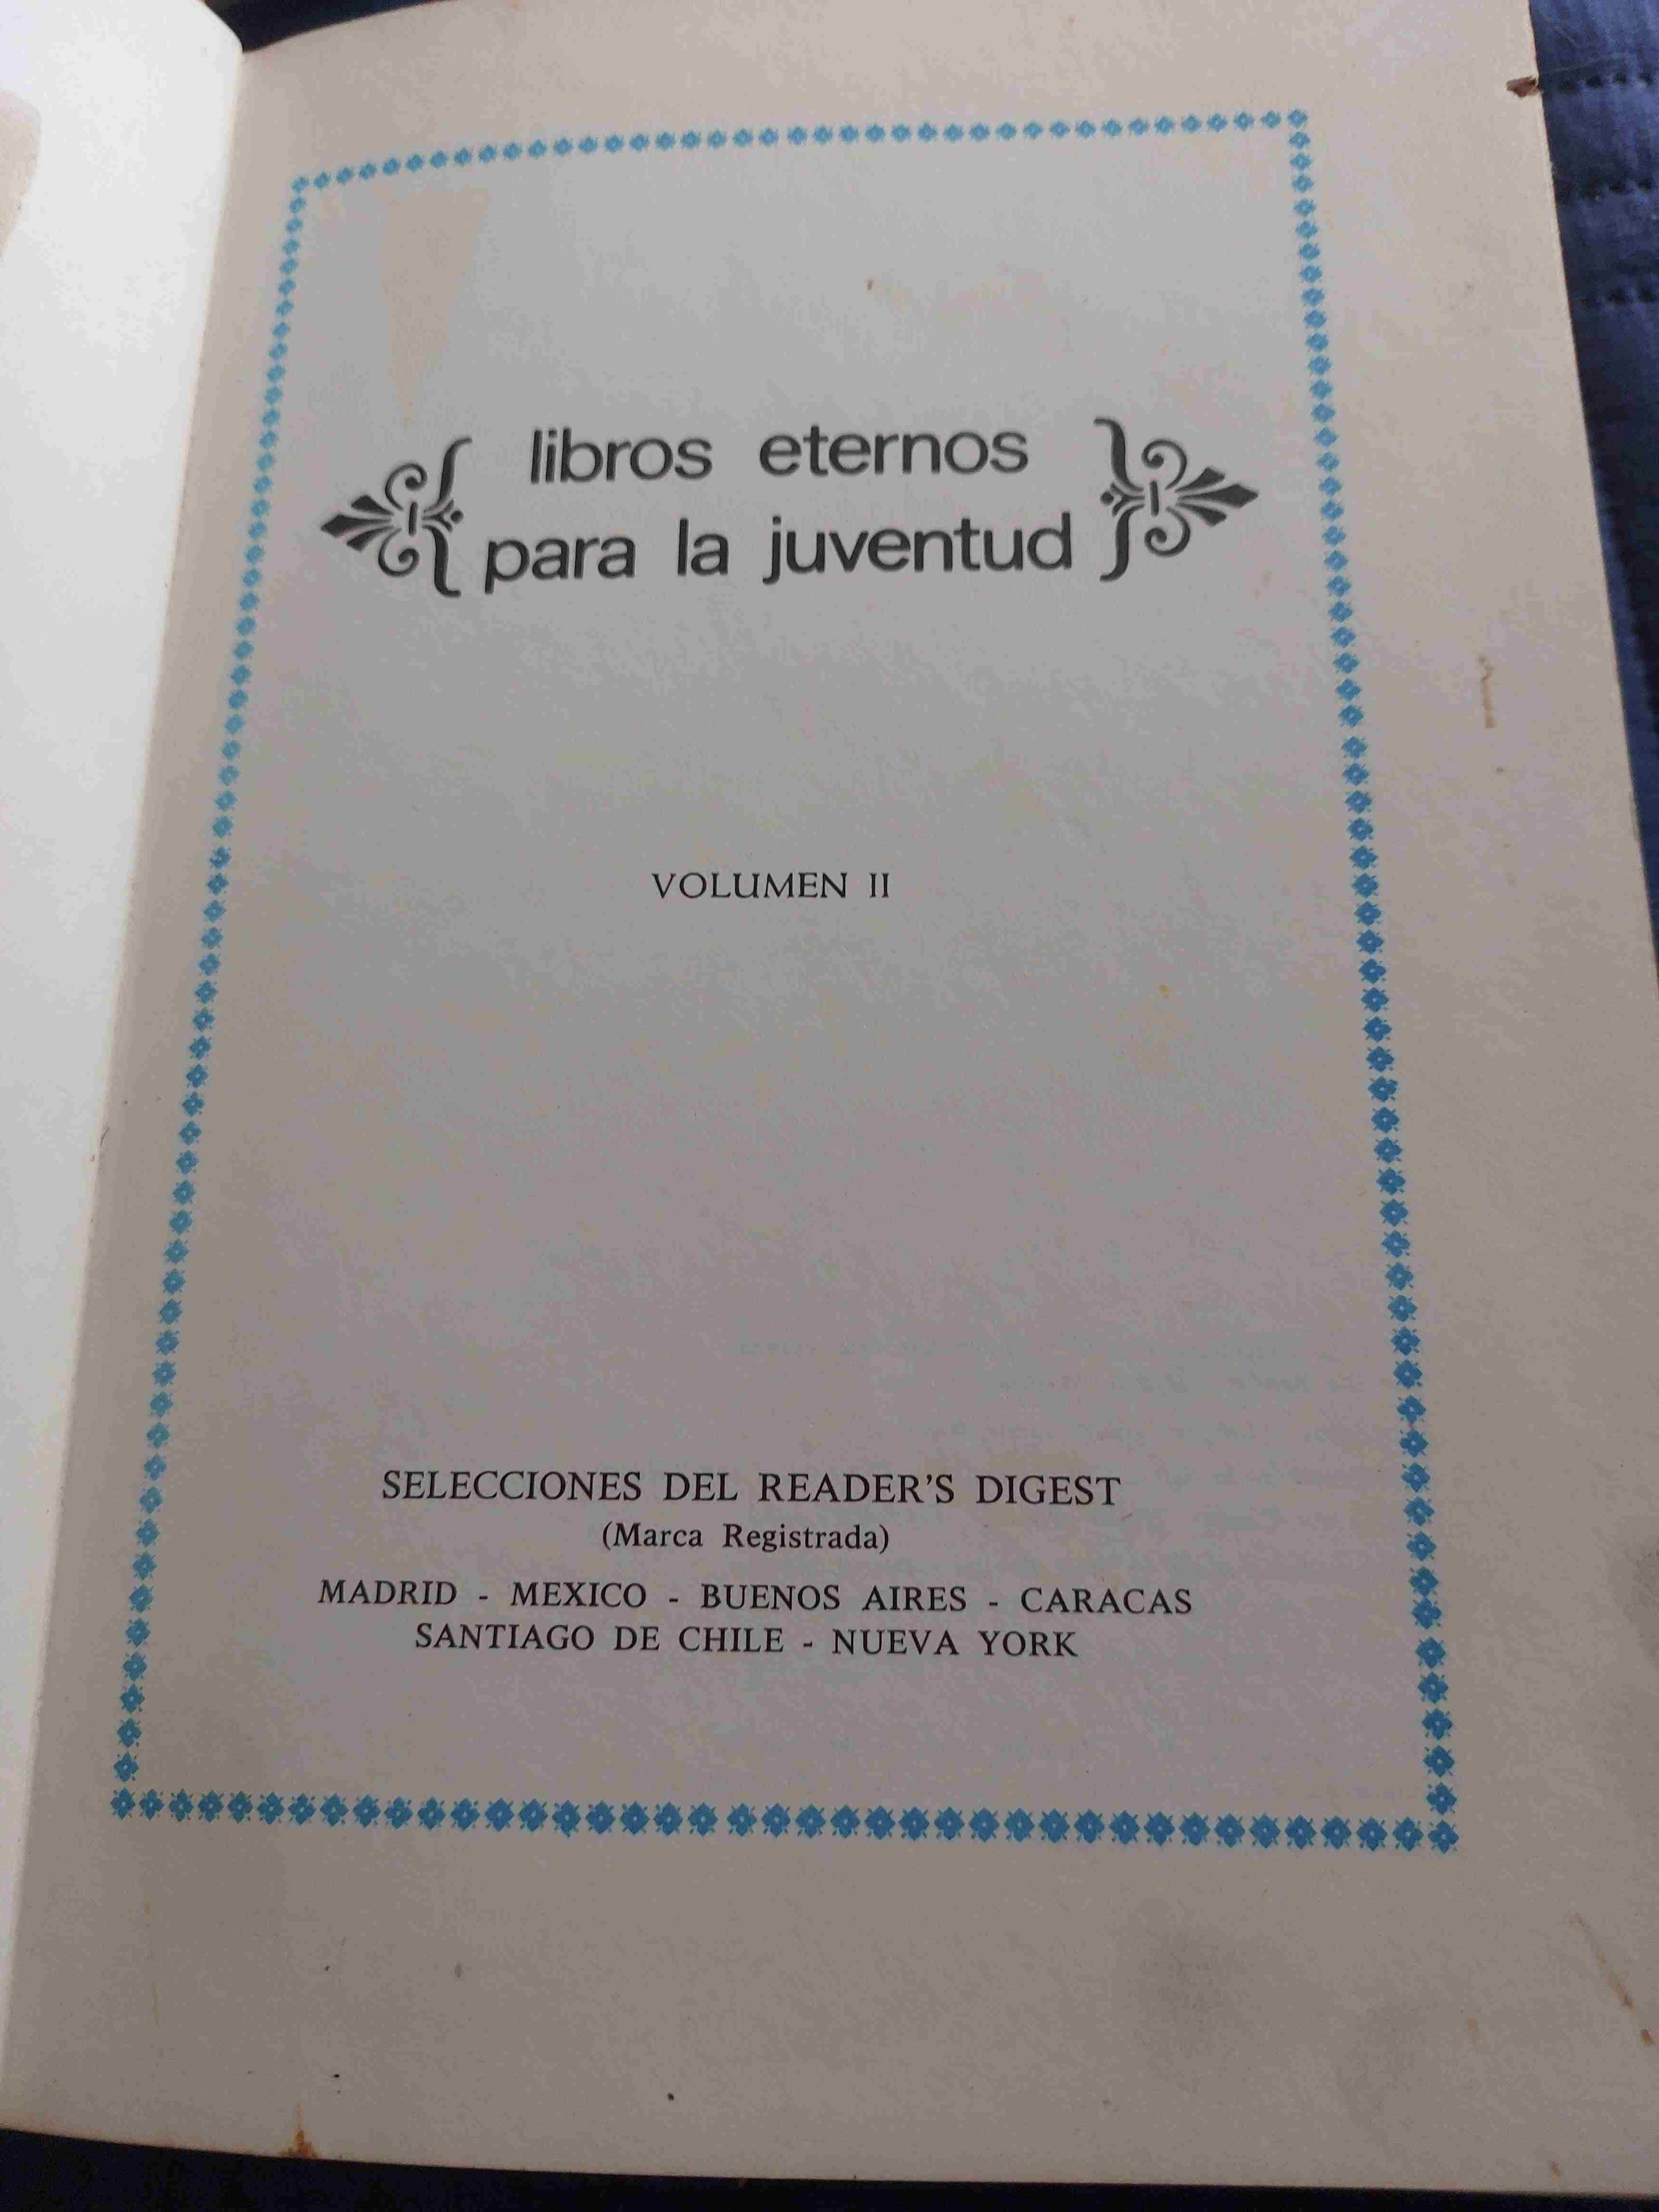 libros eternos
para la juventud
VOLUMEN II
SELECCIONES DEL READER'S DIGEST
(Marca Registrada)
MADRID - MEXICO - BUENOS AIRES - CARACAS
SANTIAGO DE CHILE - NUEVA YORK